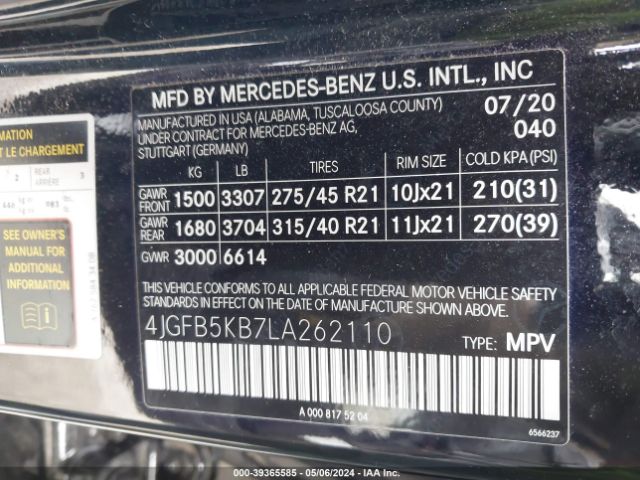 MFD BY MERCEDES-BENZ U.S. INTL., INC
MANUFACTURED IN USA (ALABAMA, TUSCALOOSA COUNTY) 07/20
UNDER CONTRACT FOR MERCEDES-BENZ AG, 040
STUTTGART (GERMANY)
KG LB TIRES RIM SIZE COLD KPA (PSI)
GAWR FRONT 1500 3307 275/45 R21 10Jx21 210(31)
GAWR REAR 1680 3704 315/40 R21 11Jx21 270(39)
GVWR 3000 6614
THIS VEHICLE CONFORMS TO ALL APPLICABLE FEDERAL MOTOR VEHICLE SAFETY
STANDARDS IN EFFECT ON THE DATE OF MANUFACTURE SHOWN ABOVE.
4JGFB5KB7LA262110 TYPE: MPV
A 000 817 52 04
6566237
RMATION
T LE CHARGEMENT
2 REAR ARRIÈRE 3
SEE OWNER'S
MANUAL FOR
ADDITIONAL
INFORMATION
000-39365585 - 05/06/2024 - IAA Inc.